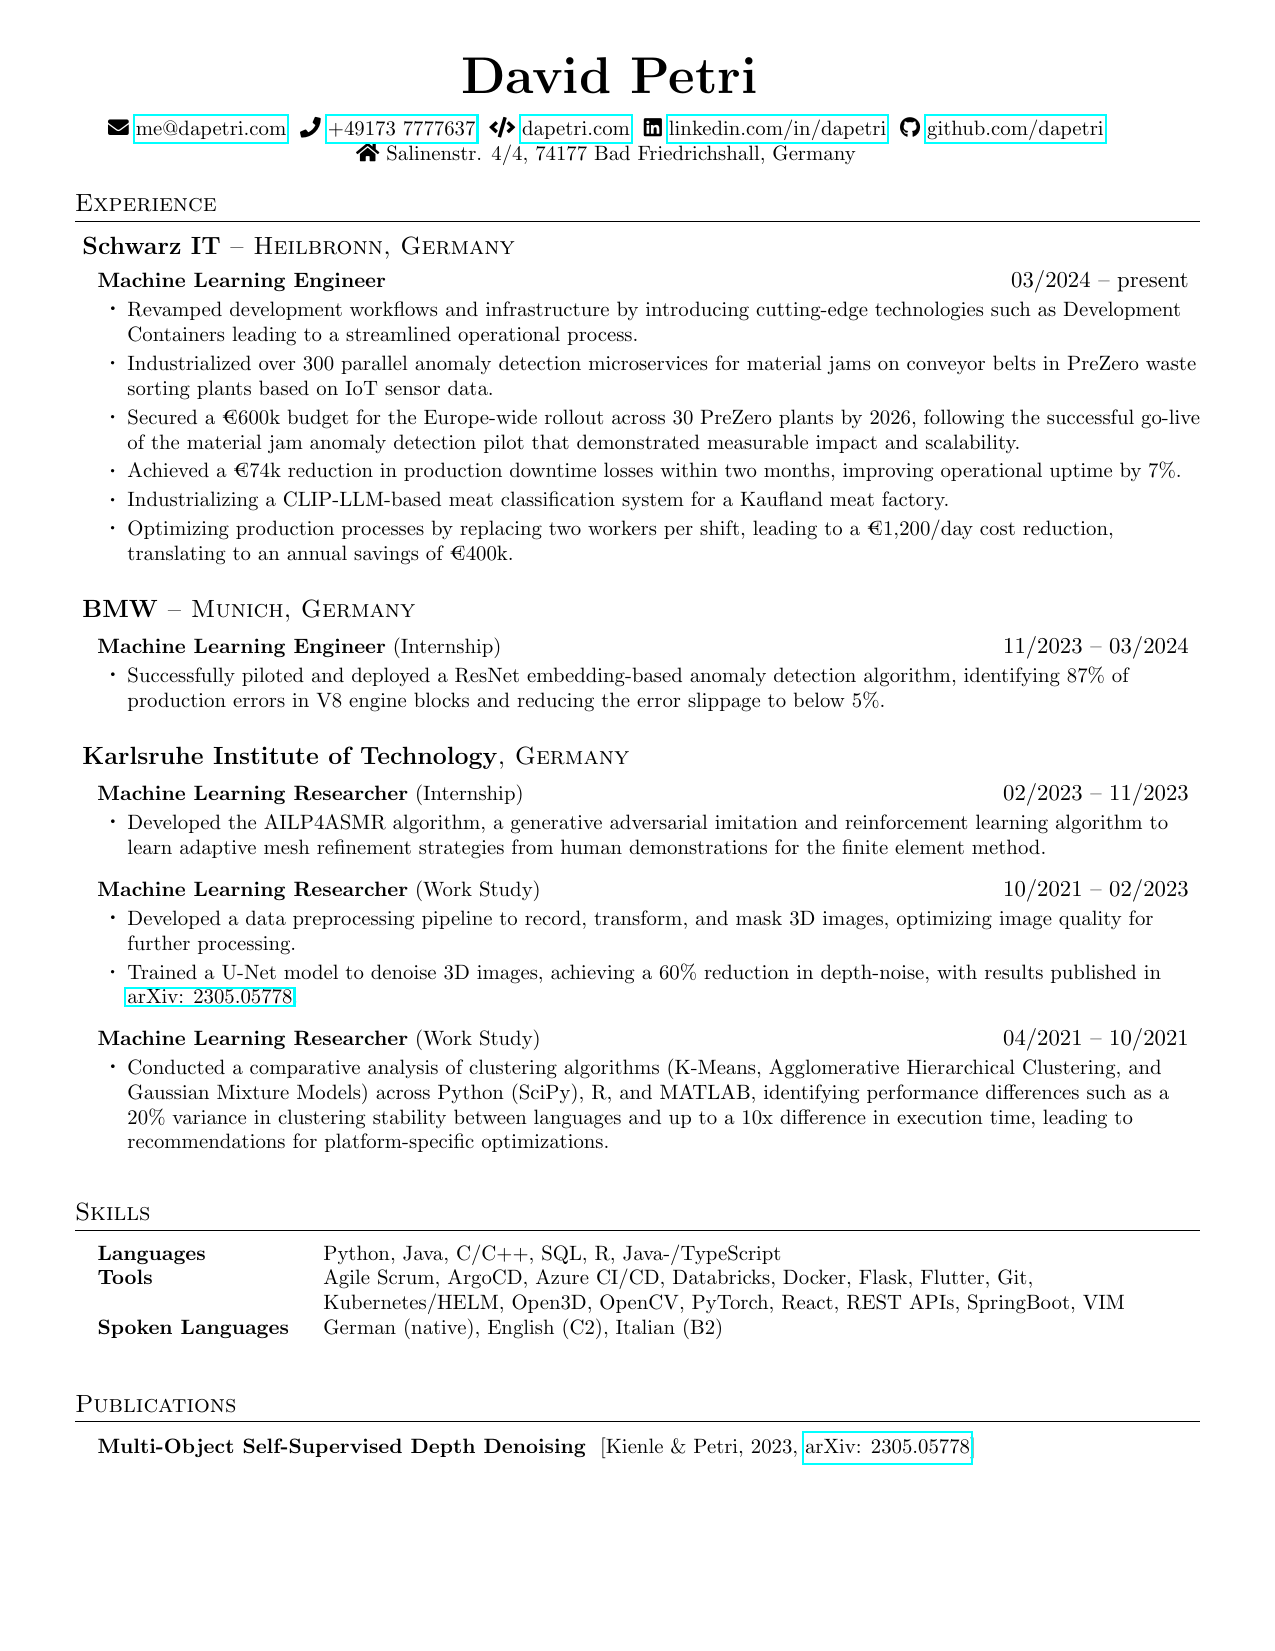 David Petri
me@dapetri.com +49173 7777637 dapetri.com linkedin.com/in/dapetri github.com/dapetri
Salinenstr. 4/4, 74177 Bad Friedrichshall, Germany
Experience
Schwarz IT – Heilbronn, Germany
Machine Learning Engineer 03/2024 – present
· Revamped development workflows and infrastructure by introducing cutting-edge technologies such as Development
Containers leading to a streamlined operational process.
· Industrialized over 300 parallel anomaly detection microservices for material jams on conveyor belts in PreZero waste
sorting plants based on IoT sensor data.
· Secured a €600k budget for the Europe-wide rollout across 30 PreZero plants by 2026, following the successful go-live
of the material jam anomaly detection pilot that demonstrated measurable impact and scalability.
· Achieved a €74k reduction in production downtime losses within two months, improving operational uptime by 7%.
· Industrializing a CLIP-LLM-based meat classification system for a Kaufland meat factory.
· Optimizing production processes by replacing two workers per shift, leading to a €1,200/day cost reduction,
translating to an annual savings of €400k.
BMW – Munich, Germany
Machine Learning Engineer (Internship) 11/2023 – 03/2024
· Successfully piloted and deployed a ResNet embedding-based anomaly detection algorithm, identifying 87% of
production errors in V8 engine blocks and reducing the error slippage to below 5%.
Karlsruhe Institute of Technology, Germany
Machine Learning Researcher (Internship) 02/2023 – 11/2023
· Developed the AILP4ASMR algorithm, a generative adversarial imitation and reinforcement learning algorithm to
learn adaptive mesh refinement strategies from human demonstrations for the finite element method.
Machine Learning Researcher (Work Study) 10/2021 – 02/2023
· Developed a data preprocessing pipeline to record, transform, and mask 3D images, optimizing image quality for
further processing.
· Trained a U-Net model to denoise 3D images, achieving a 60% reduction in depth-noise, with results published in
arXiv: 2305.05778
Machine Learning Researcher (Work Study) 04/2021 – 10/2021
· Conducted a comparative analysis of clustering algorithms (K-Means, Agglomerative Hierarchical Clustering, and
Gaussian Mixture Models) across Python (SciPy), R, and MATLAB, identifying performance differences such as a
20% variance in clustering stability between languages and up to a 10x difference in execution time, leading to
recommendations for platform-specific optimizations.
Skills
Languages Python, Java, C/C++, SQL, R, Java-/TypeScript
Tools Agile Scrum, ArgoCD, Azure CI/CD, Databricks, Docker, Flask, Flutter, Git,
Kubernetes/HELM, Open3D, OpenCV, PyTorch, React, REST APIs, SpringBoot, VIM
Spoken Languages German (native), English (C2), Italian (B2)
Publications
Multi-Object Self-Supervised Depth Denoising [Kienle & Petri, 2023, arXiv: 2305.05778]